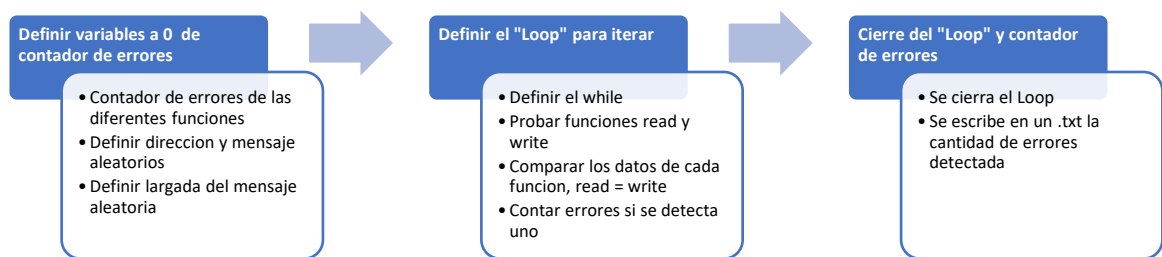 Definir variables a 0  de
contador de errores
• Contador de errores de las
diferentes funciones
• Definir direccion y mensaje
aleatorios
• Definir largada del mensaje
aleatoria
Definir el "Loop" para iterar
• Definir el while
• Probar funciones read y
write
• Comparar los datos de cada
funcion, read = write
• Contar errores si se detecta
uno
Cierre del "Loop" y contador
de errores
• Se cierra el Loop
• Se escribe en un .txt la
cantidad de errores
detectada